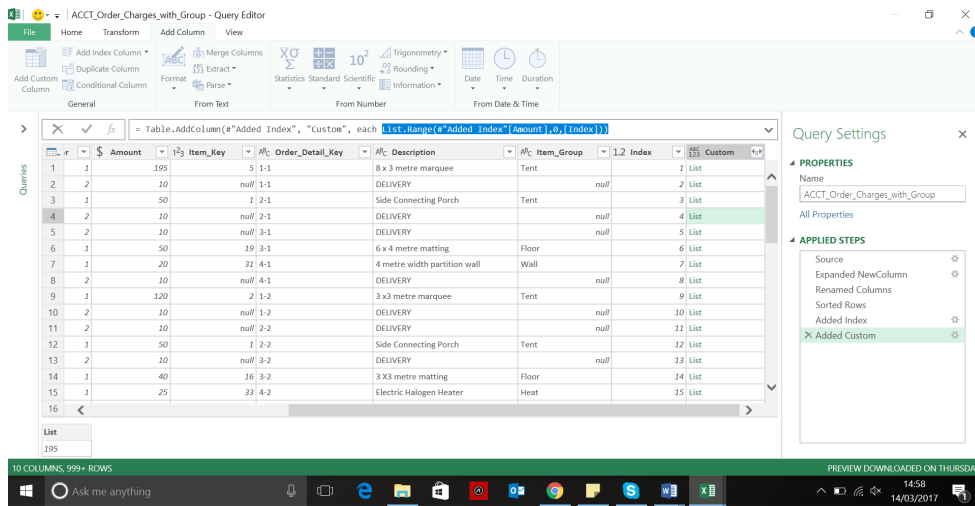 ACCT_Order_Charges_with_Group - Query Editor
File Home Transform Add Column View
Add Custom Column
Add Index Column
Duplicate Column
Conditional Column
General
Format
Merge Columns
Extract
Parse
From Text
Statistics Standard Scientific
10²
Trigonometry
Rounding
Information
From Number
Date Time Duration
From Date & Time
= Table.AddColumn(#"Added Index", "Custom", each List.Range(#"Added Index"[Amount],0,[Index]))
Queries
r $ Amount 1²3 Item_Key ABC Order_Detail_Key ABC Description ABC Item_Group 1.2 Index ABC 123 Custom
1 1 195 5 1-1 8 x 3 metre marquee Tent 1 List
2 2 10 null 1-1 DELIVERY null 2 List
3 1 50 1 2-1 Side Connecting Porch Tent 3 List
4 2 10 null 2-1 DELIVERY null 4 List
5 2 10 null 3-1 DELIVERY null 5 List
6 1 50 19 3-1 6 x 4 metre matting Floor 6 List
7 1 20 31 4-1 4 metre width partition wall Wall 7 List
8 2 10 null 4-1 DELIVERY null 8 List
9 1 120 2 1-2 3 x3 metre marquee Tent 9 List
10 2 10 null 1-2 DELIVERY null 10 List
11 2 10 null 2-2 DELIVERY null 11 List
12 1 50 1 2-2 Side Connecting Porch Tent 12 List
13 2 10 null 3-2 DELIVERY null 13 List
14 1 40 16 3-2 3 X3 metre matting Floor 14 List
15 1 25 33 4-2 Electric Halogen Heater Heat 15 List
16
List
195
Query Settings
PROPERTIES
Name
ACCT_Order_Charges_with_Group
All Properties
APPLIED STEPS
Source
Expanded NewColumn
Renamed Columns
Sorted Rows
Added Index
Added Custom
10 COLUMNS, 999+ ROWS PREVIEW DOWNLOADED ON THURSDA
Ask me anything
14:58
14/03/2017